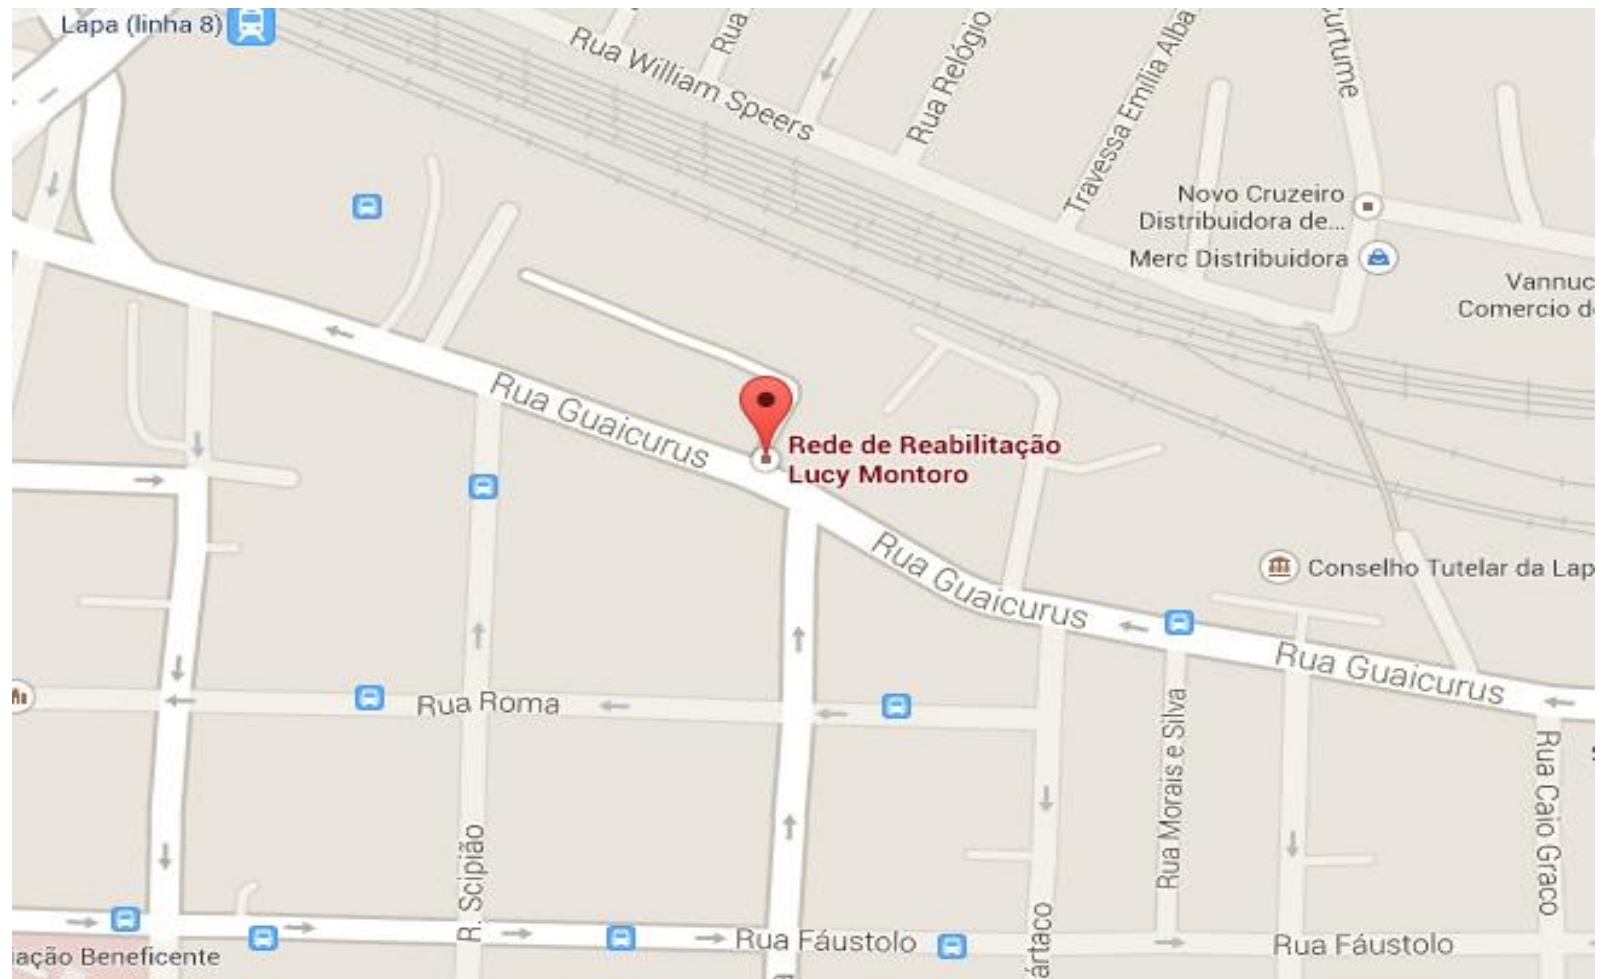 Lapa (linha 8)
Rua William Speers
Rua
Rua Relógio
Travessa Emília Alba
Curtume
Novo Cruzeiro
Distribuidora de...
Merc Distribuidora
Vannuc
Comercio d
Rua Guaicurus
Rede de Reabilitação
Lucy Montoro
Rua Guaicurus
Conselho Tutelar da Lap
Rua Guaicurus
Rua Roma
Rua Morais e Silva
Rua Caio Graco
R. Scipião
ártaco
Rua Fáustolo
Rua Fáustolo
iação Beneficente